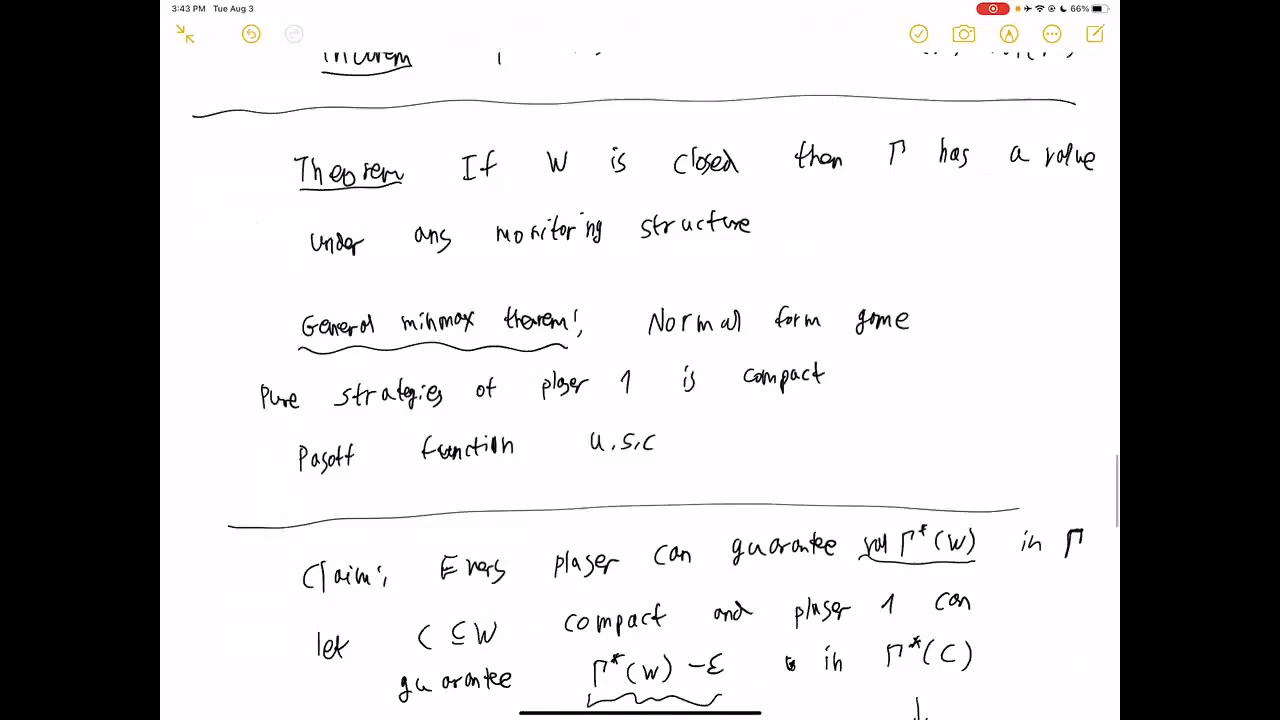 3:43 PM Tue Aug 3
66%
Theorem
Theorem If W is closed then Γ has a value
under any monitoring structure
General minmax theorem: Normal form game
Pure strategies of player 1 is compact
Payoff function u.s.c
Claim: Every player can guarantee val Γ*(W) in Γ
let C ⊆ W compact and player 1 can
guarantee Γ*(W) - ε in Γ*(C)
↓